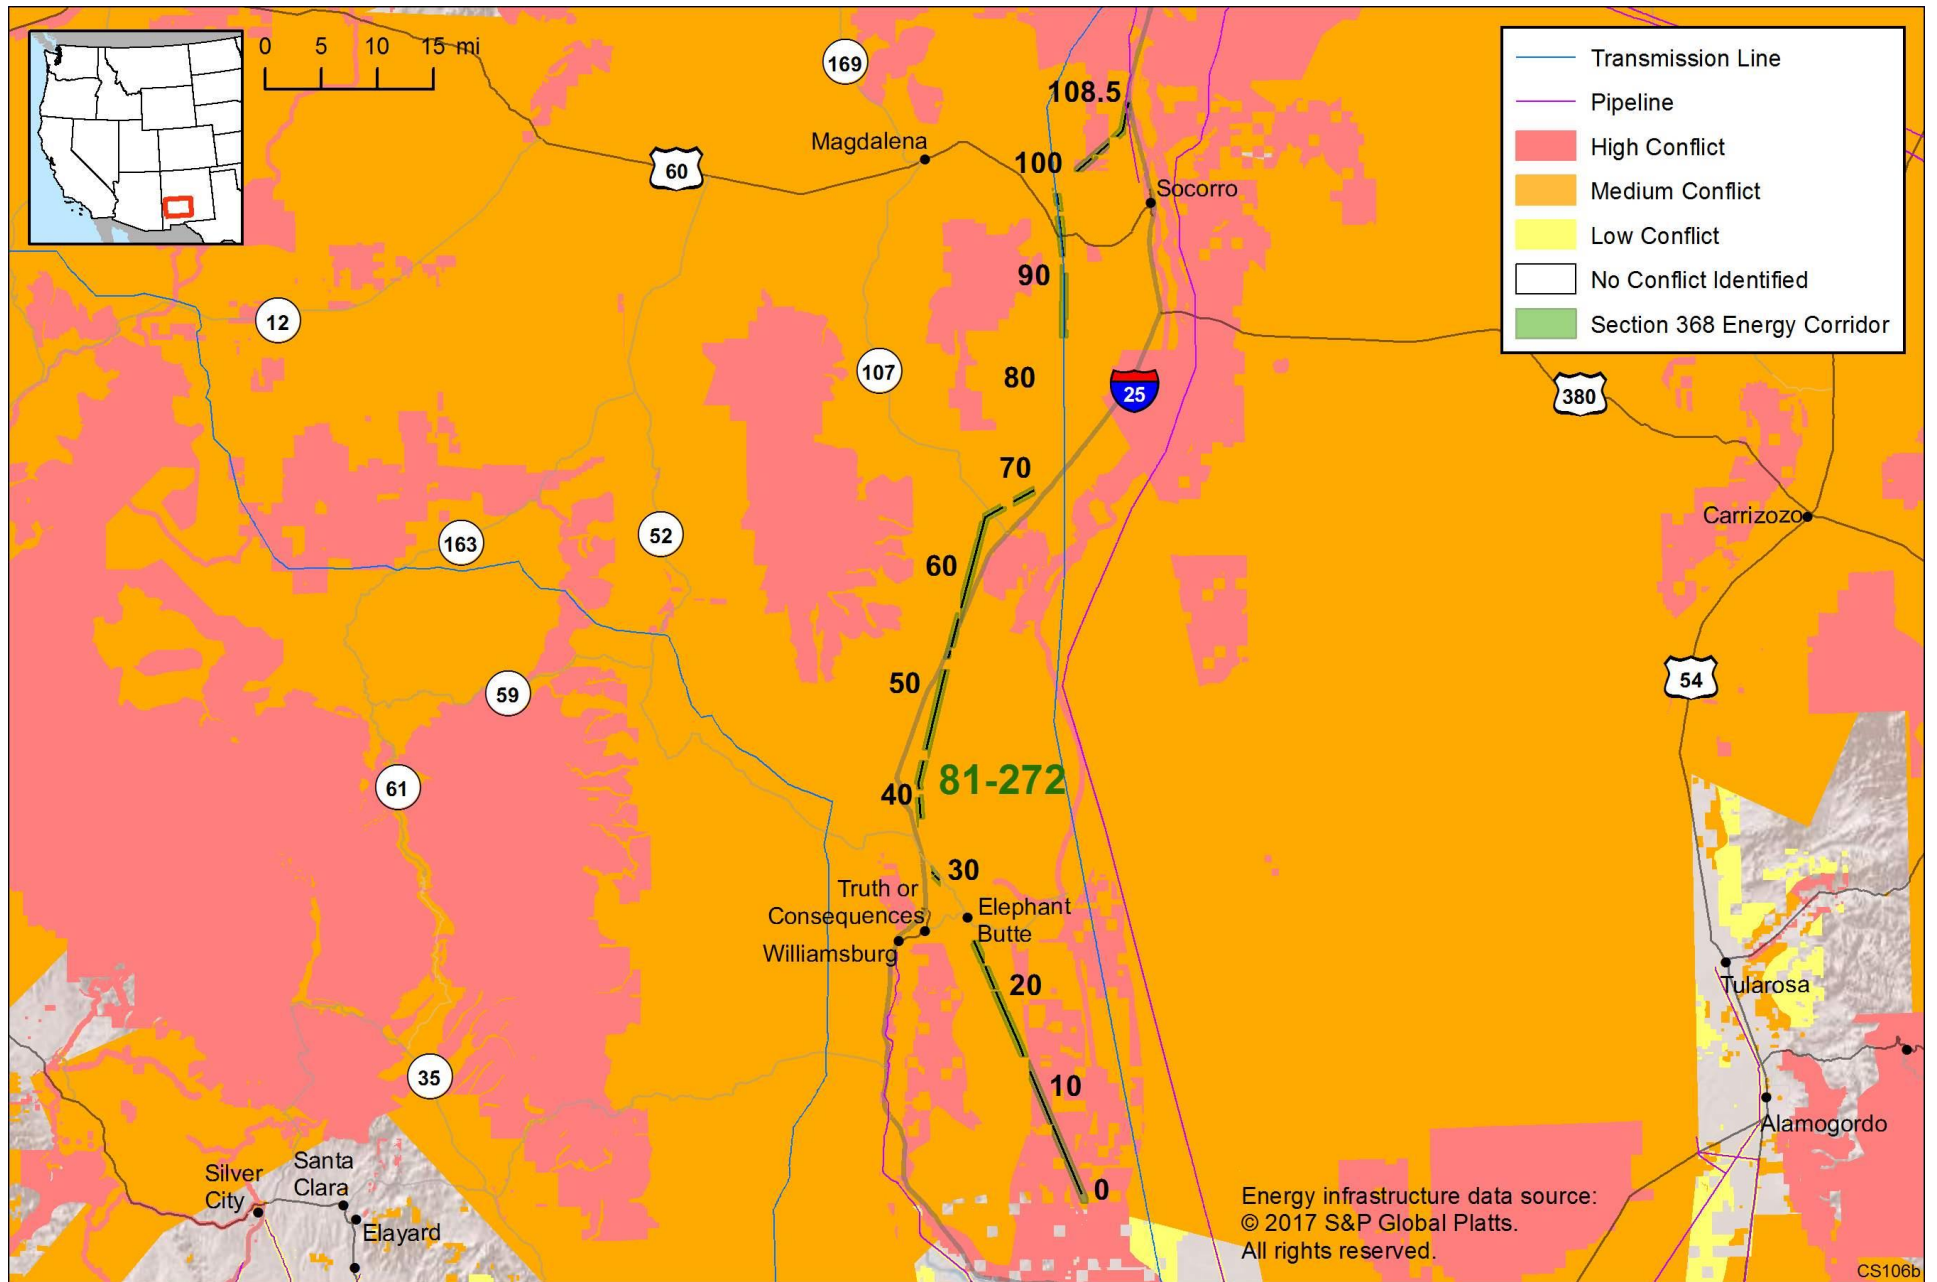 0 5 10 15 mi
169
108.5
Magdalena
100
60
Socorro
90
12
80
107
25
380
70
Carrizozo
163
52
60
54
59
50
81-272
61
40
30
Truth or
Consequences
Elephant
Butte
Williamsburg
20
Tularosa
35
10
Alamogordo
0
Silver
City
Santa
Clara
Elayard
Transmission Line
Pipeline
High Conflict
Medium Conflict
Low Conflict
No Conflict Identified
Section 368 Energy Corridor
Energy infrastructure data source:
© 2017 S&P Global Platts.
All rights reserved.
CS106b